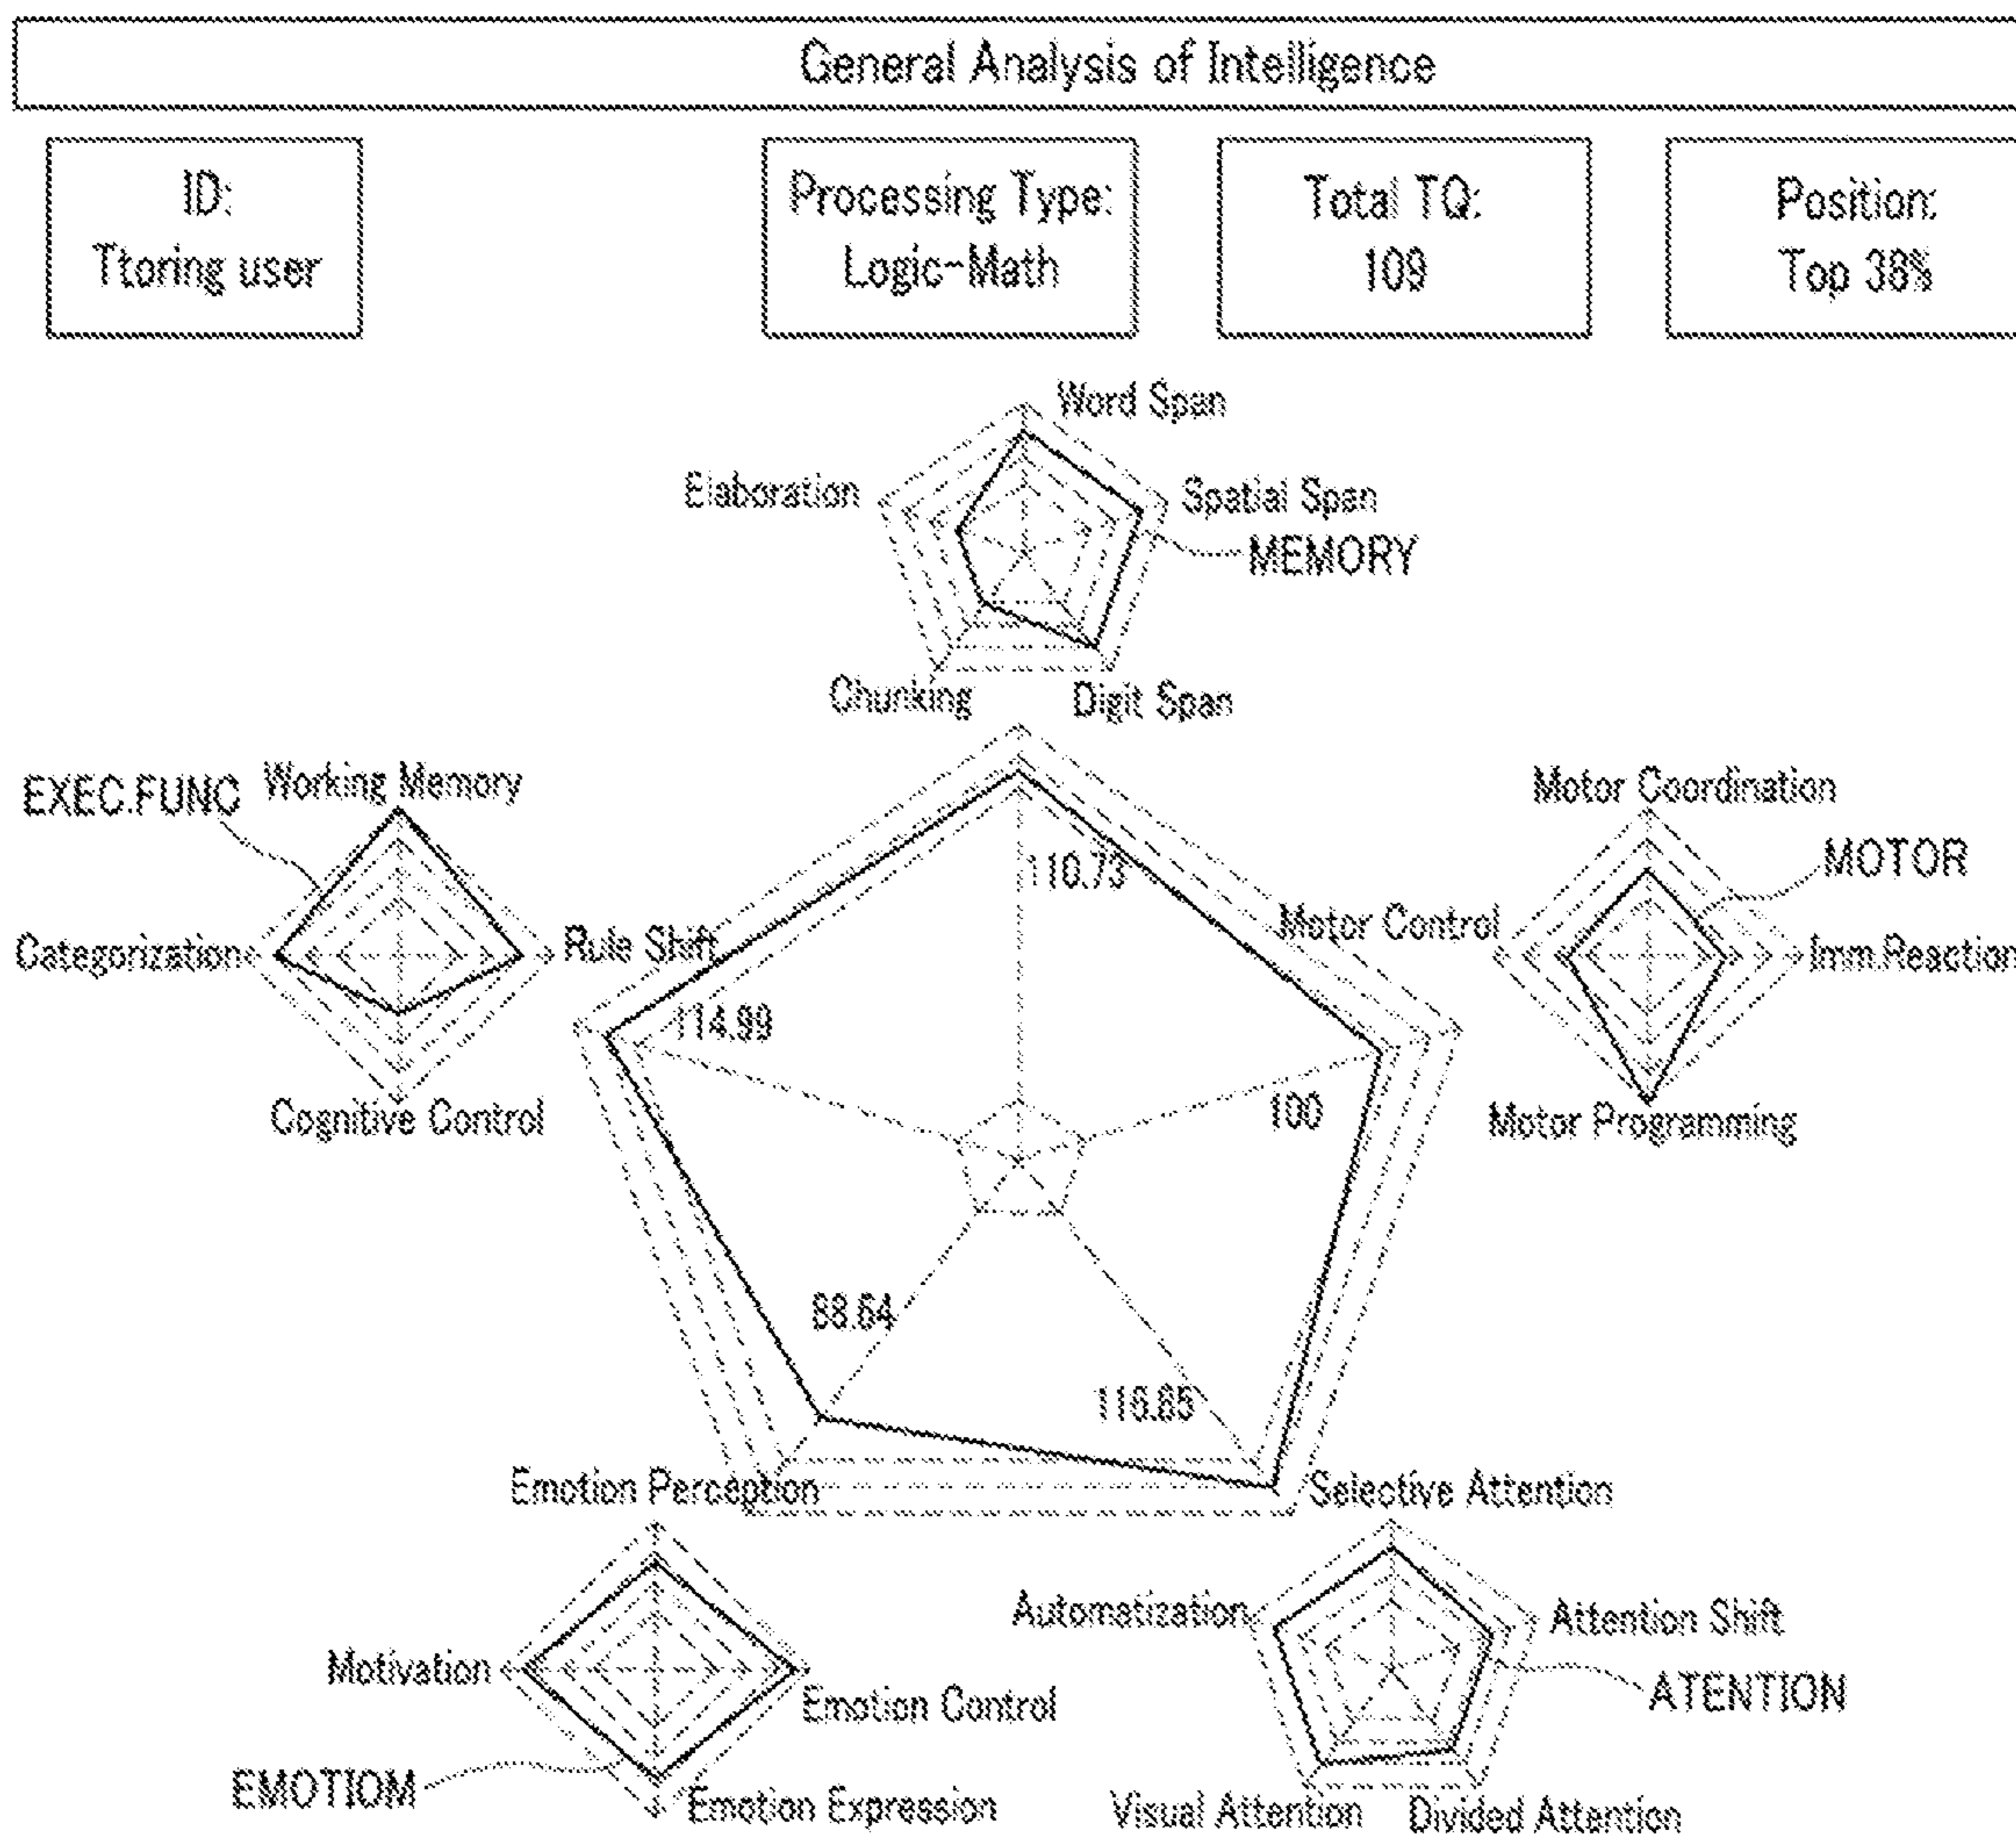 General Analysis of Intelligence
ID:
Ttoring user
Processing Type:
Logic-Math
Total TQ:
109
Position:
Top 38%
Word Span
Elaboration
Spatial Span
MEMORY
Chunking
Digit Span
EXEC.FUNC
Working Memory
Categorization
Rule Shift
Cognitive Control
Motor Coordination
MOTOR
Motor Control
Imm.Reaction
Motor Programming
110.73
114.99
100
88.64
116.65
Emotion Perception
Motivation
Emotion Control
EMOTIOM
Emotion Expression
Selective Attention
Automatization
Attention Shift
ATENTION
Visual Attention
Divided Attention